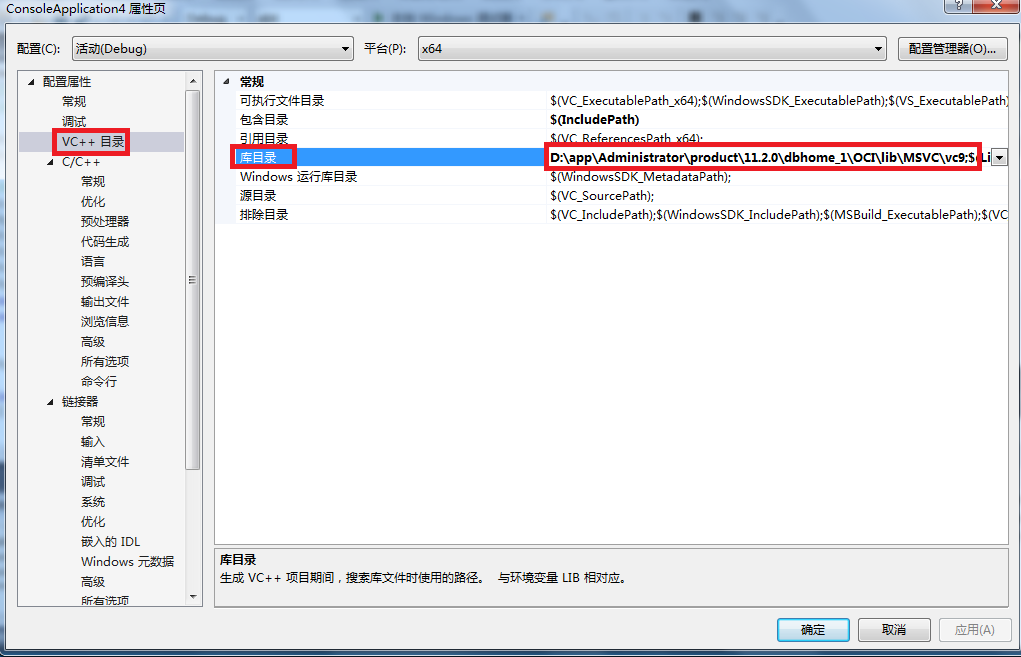 ConsoleApplication4 属性页
配置(C): 活动(Debug) 平台(P): x64 配置管理器(O)...
配置属性
常规
调试
VC++ 目录
C/C++
常规
优化
预处理器
代码生成
语言
预编译头
输出文件
浏览信息
高级
所有选项
命令行
链接器
常规
输入
清单文件
调试
系统
优化
嵌入的 IDL
Windows 元数据
高级
所有选项
常规
可执行文件目录 $(VC_ExecutablePath_x64);$(WindowsSDK_ExecutablePath);$(VS_ExecutablePath)
包含目录 $(IncludePath)
引用目录 $(VC_ReferencesPath_x64);
库目录 D:\app\Administrator\product\11.2.0\dbhome_1\OCI\lib\MSVC\vc9;$(Li
Windows 运行库目录 $(WindowsSDK_MetadataPath);
源目录 $(VC_SourcePath);
排除目录 $(VC_IncludePath);$(WindowsSDK_IncludePath);$(MSBuild_ExecutablePath);$(VC
库目录
生成 VC++ 项目期间，搜索库文件时使用的路径。 与环境变量 LIB 相对应。
确定 取消 应用(A)